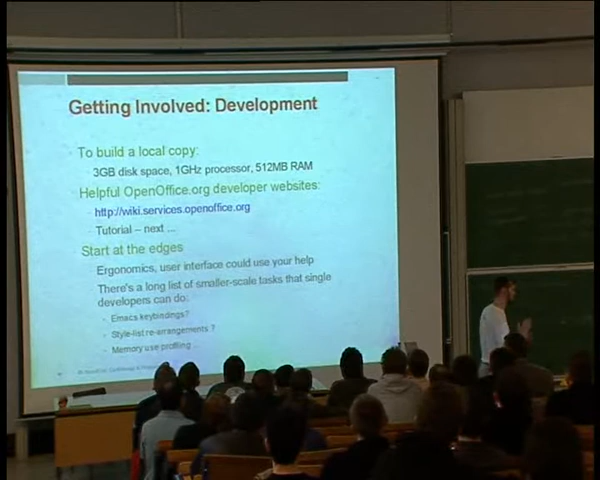 Getting Involved: Development
To build a local copy:
3GB disk space, 1GHz processor, 512MB RAM
Helpful OpenOffice.org developer websites:
http://wiki.services.openoffice.org
Tutorial – next ...
Start at the edges
Ergonomics, user interface could use your help
There's a long list of smaller-scale tasks that single
developers can do:
Emacs keybindings?
Style-list re-arrangements ?
Memory use profiling ...